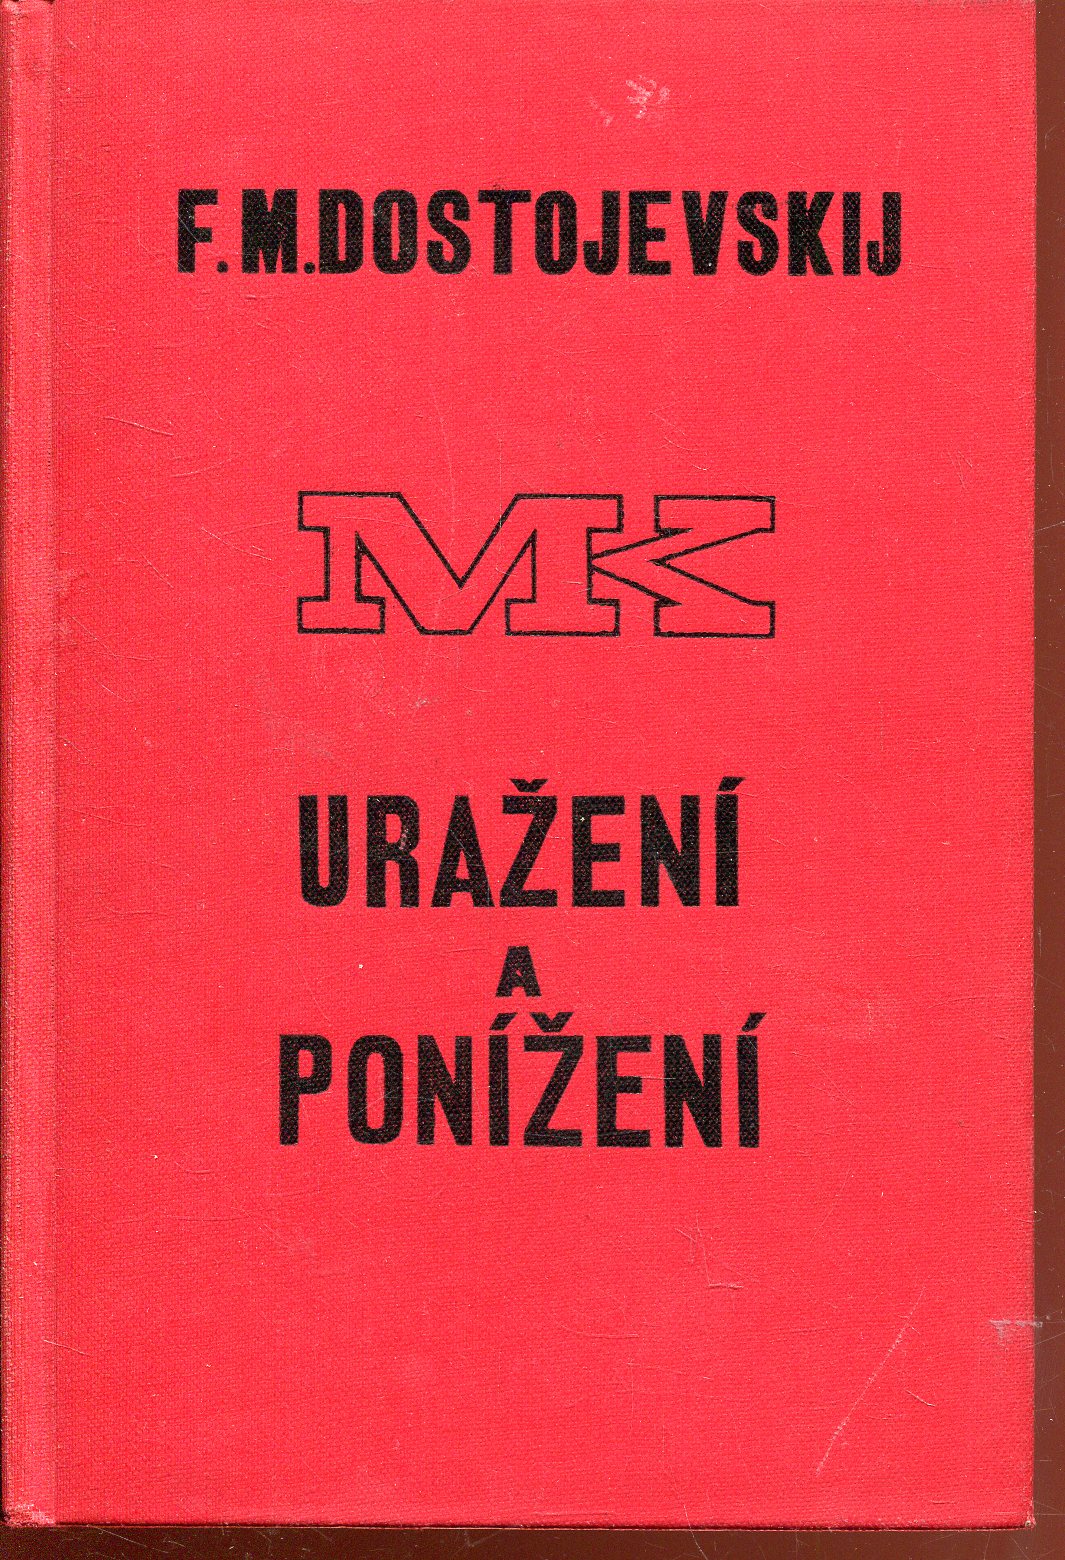 F.M.DOSTOJEVSKIJ
MK
URAŽENÍ
A
PONÍŽENÍ